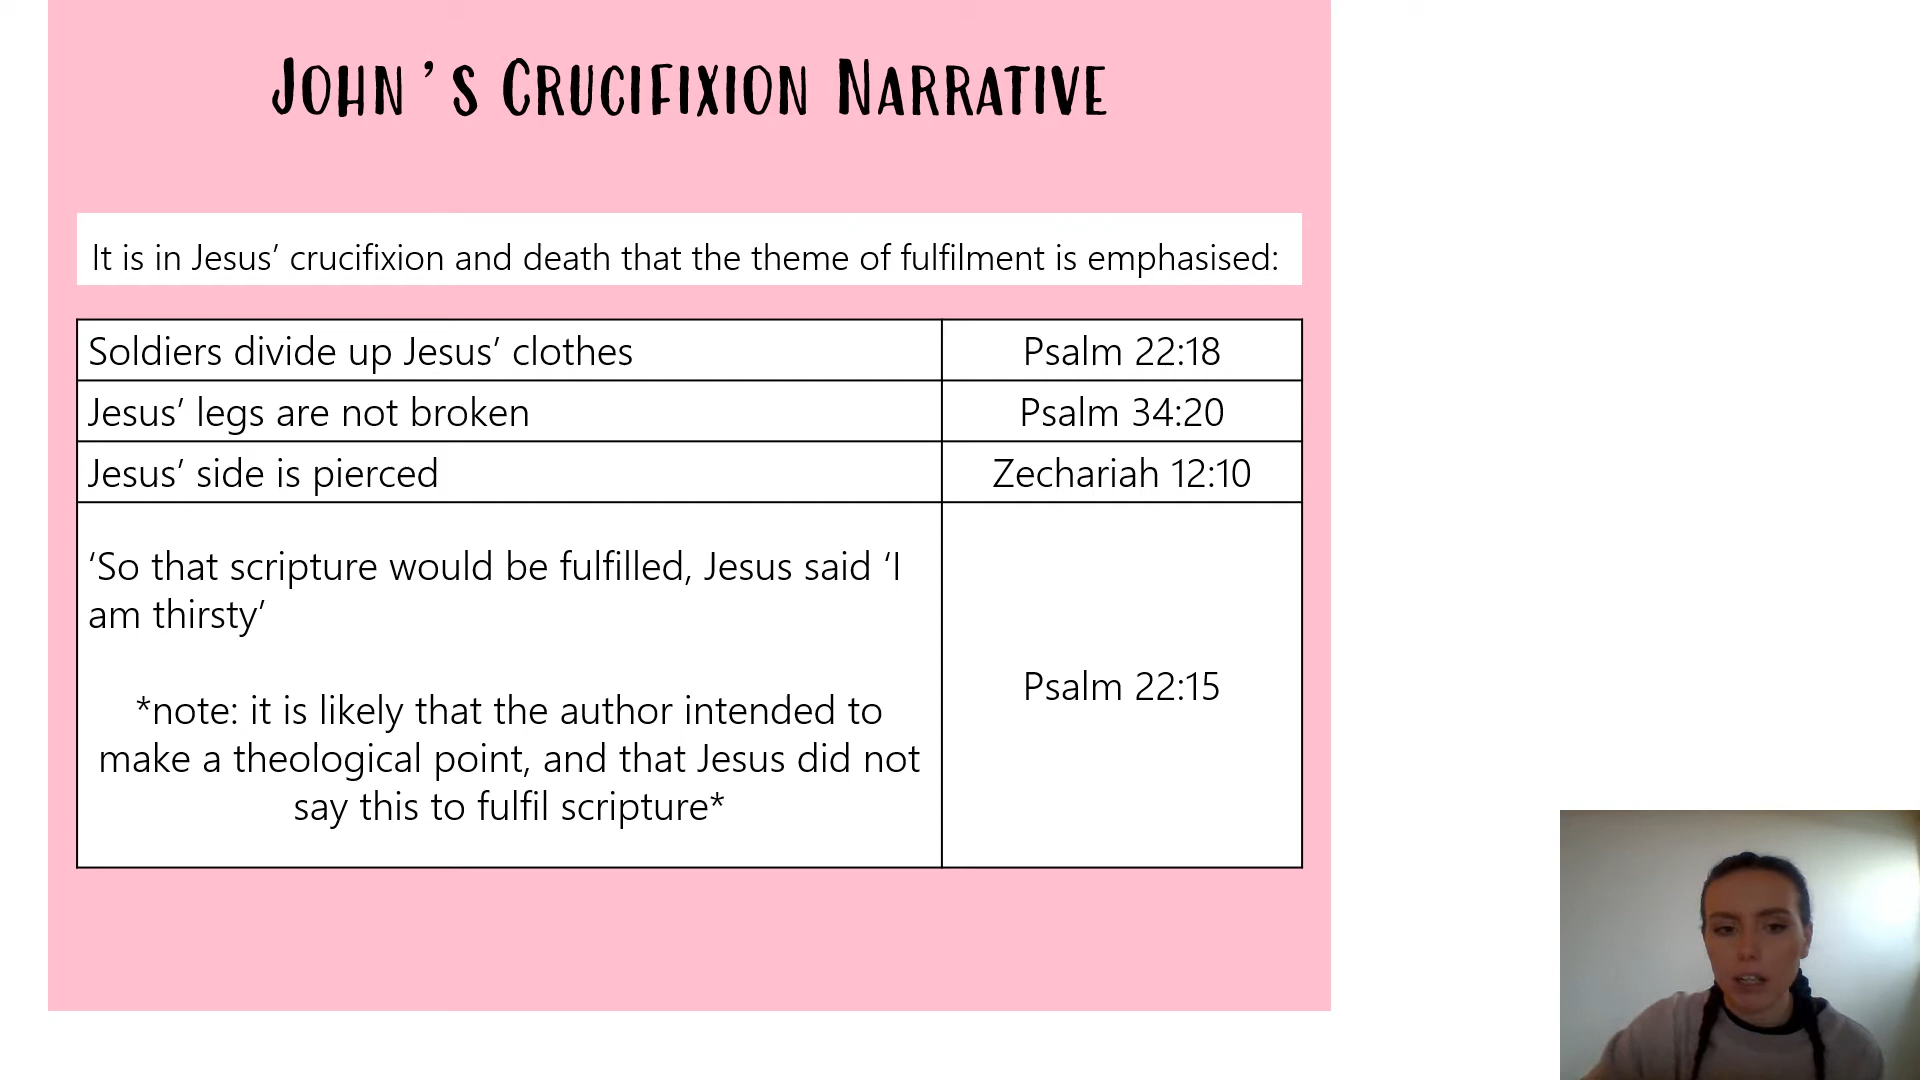 John's Crucifixion Narrative
It is in Jesus’ crucifixion and death that the theme of fulfilment is emphasised:
Soldiers divide up Jesus’ clothes
Psalm 22:18
Jesus’ legs are not broken
Psalm 34:20
Jesus’ side is pierced
Zechariah 12:10
‘So that scripture would be fulfilled, Jesus said ‘I
am thirsty’
*note: it is likely that the author intended to
make a theological point, and that Jesus did not
say this to fulfil scripture*
Psalm 22:15